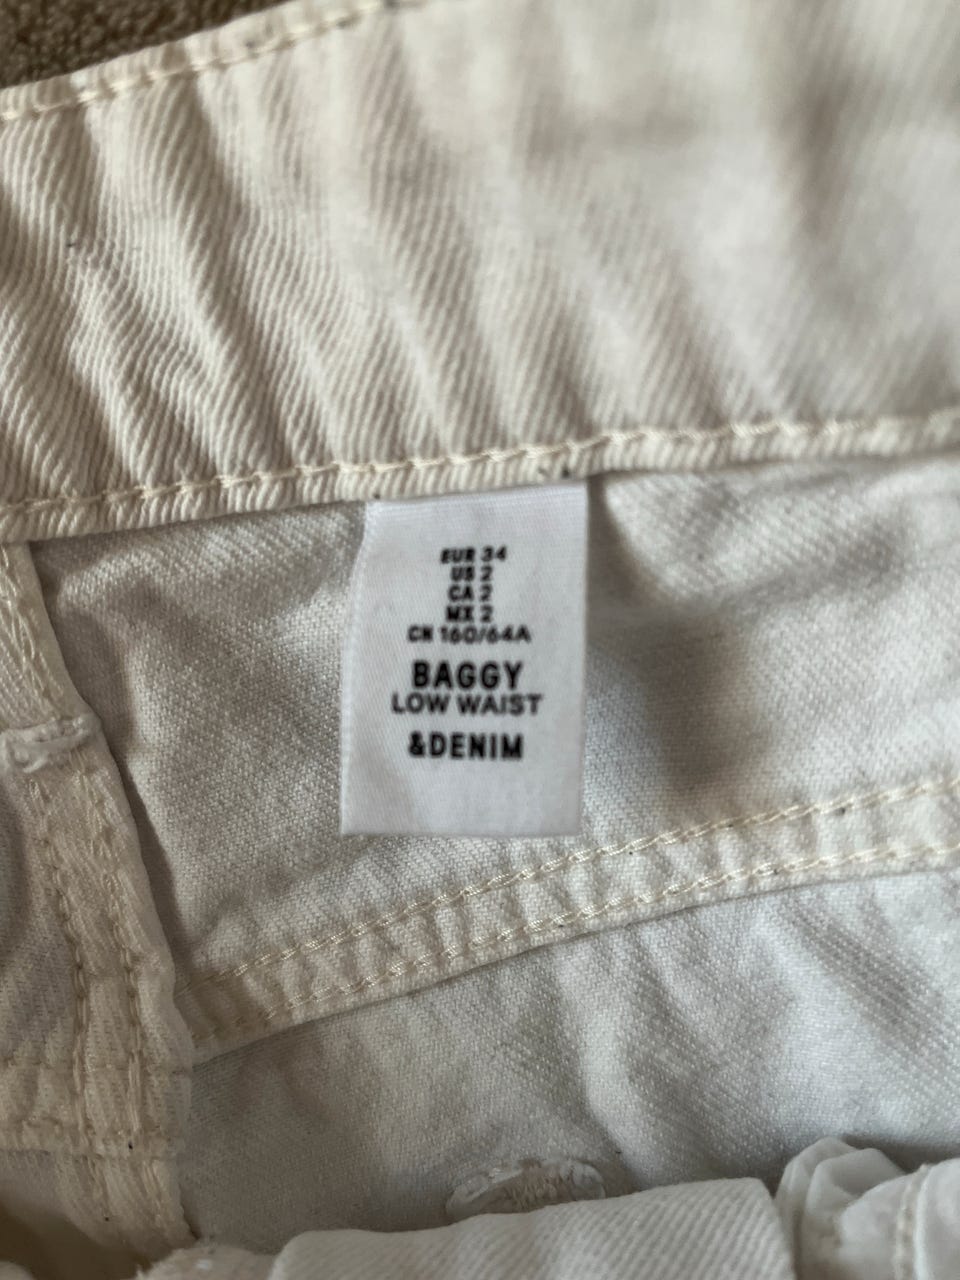 EUR 34
US 2
CA 2
MX 2
CN 160/64A
BAGGY
LOW WAIST
&DENIM